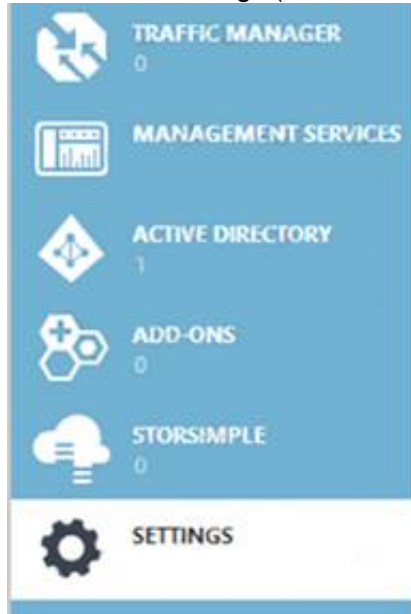 TRAFFIC MANAGER
0
MANAGEMENT SERVICES
ACTIVE DIRECTORY
1
ADD-ONS
0
STORSIMPLE
0
SETTINGS